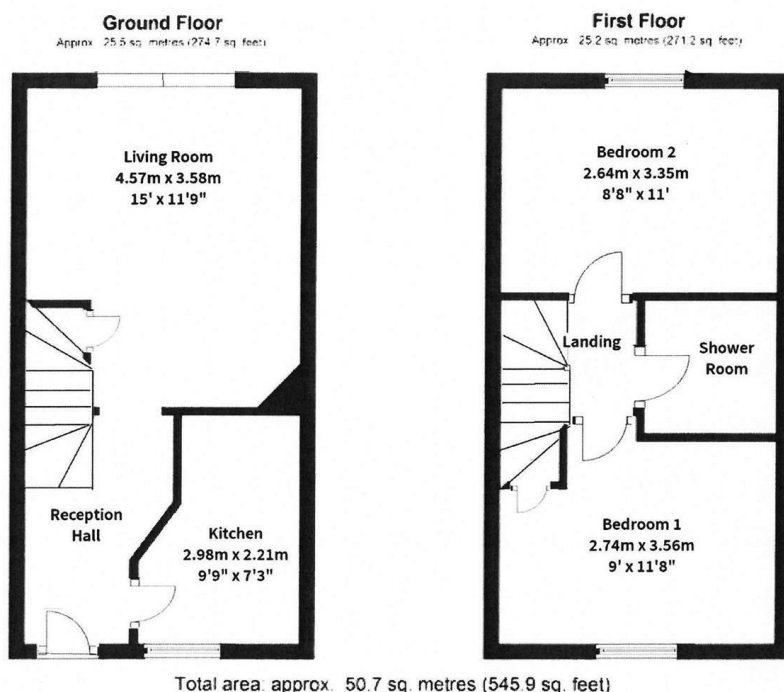 Ground Floor
Approx. 25.5 sq. metres (274.7 sq. feet)
Living Room
4.57m x 3.58m
15' x 11'9"
Reception
Hall
Kitchen
2.98m x 2.21m
9'9" x 7'3"
First Floor
Approx. 25.2 sq. metres (271.2 sq. feet)
Bedroom 2
2.64m x 3.35m
8'8" x 11'
Landing
Shower
Room
Bedroom 1
2.74m x 3.56m
9' x 11'8"
Total area: approx. 50.7 sq. metres (545.9 sq. feet)